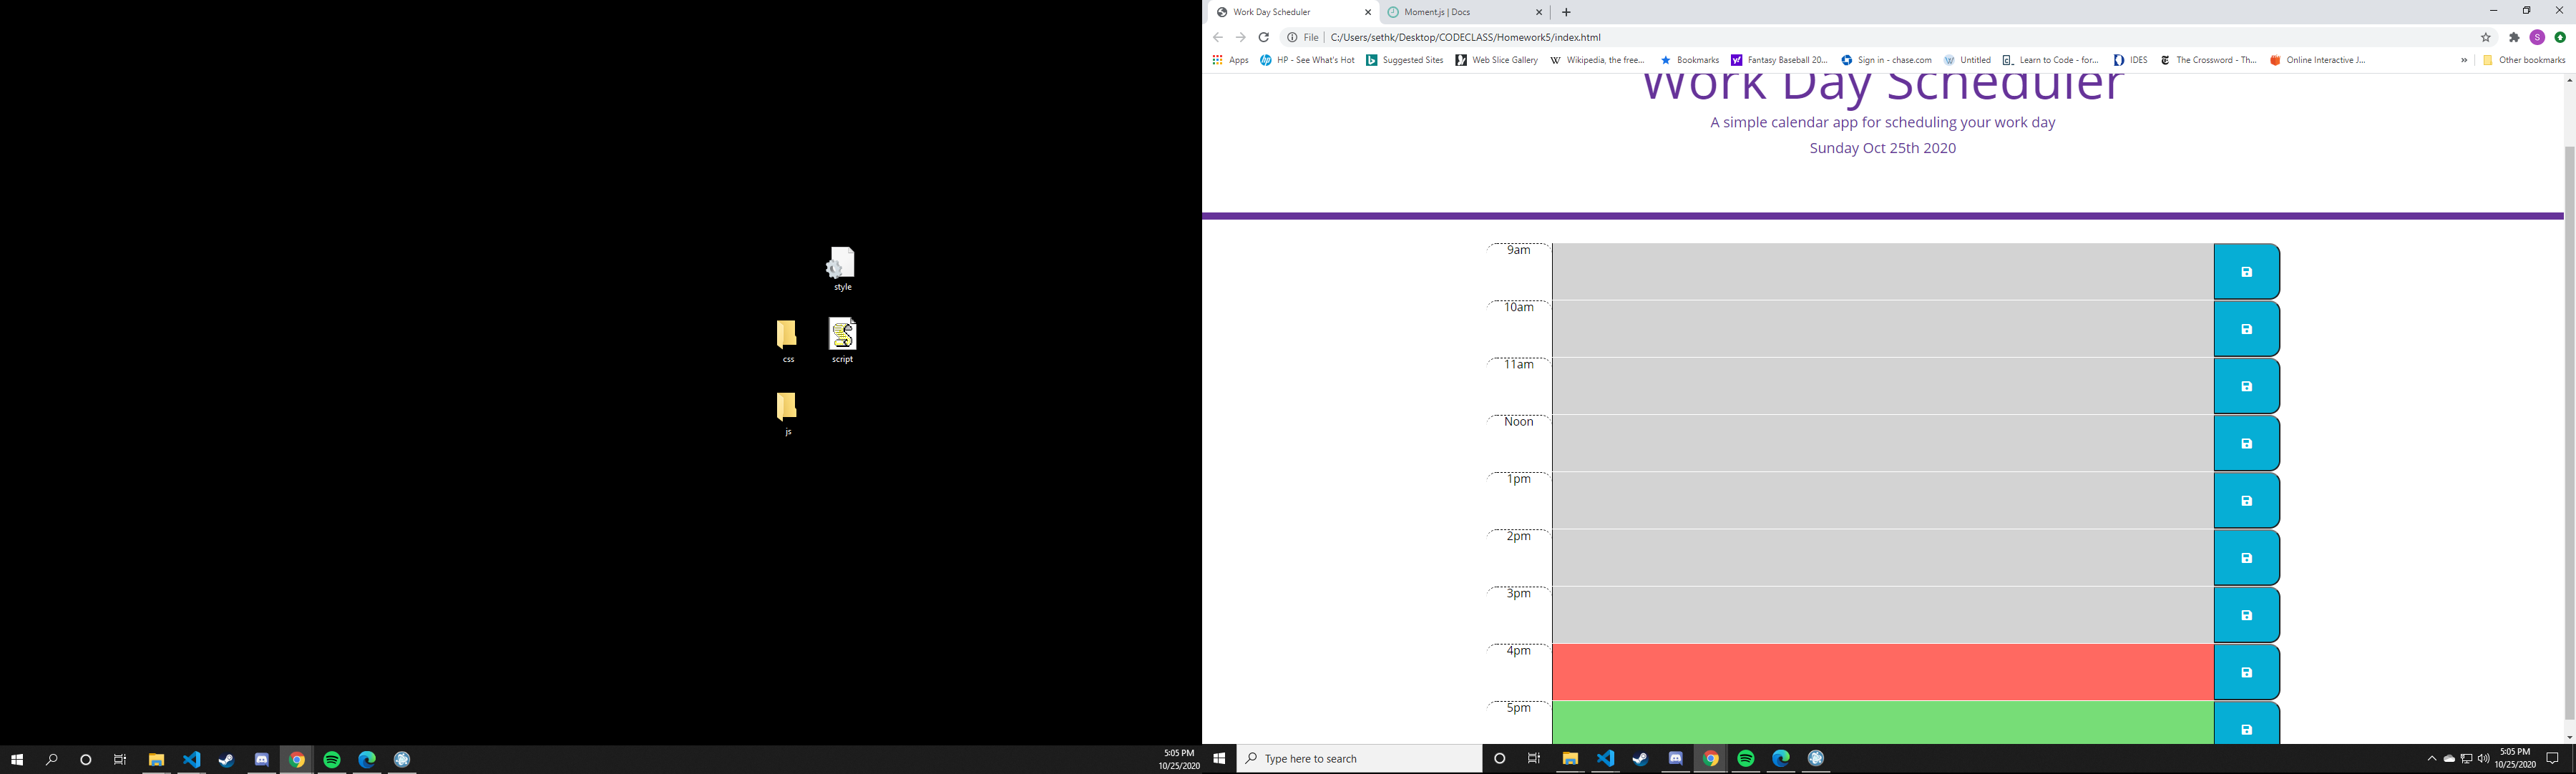 style
css
script
js
5:05 PM
10/25/2020
Work Day Scheduler
Moment.js | Docs
File
C:/Users/sethk/Desktop/CODECLASS/Homework5/index.html
S
Apps
HP - See What's Hot
Suggested Sites
Web Slice Gallery
Wikipedia, the free...
Bookmarks
Fantasy Baseball 20...
Sign in - chase.com
Untitled
Learn to Code - for...
IDES
The Crossword - Th...
Online Interactive J...
»
Other bookmarks
Work Day Scheduler
A simple calendar app for scheduling your work day
Sunday Oct 25th 2020
9am
10am
11am
Noon
1pm
2pm
3pm
4pm
5pm
Type here to search
5:05 PM
10/25/2020